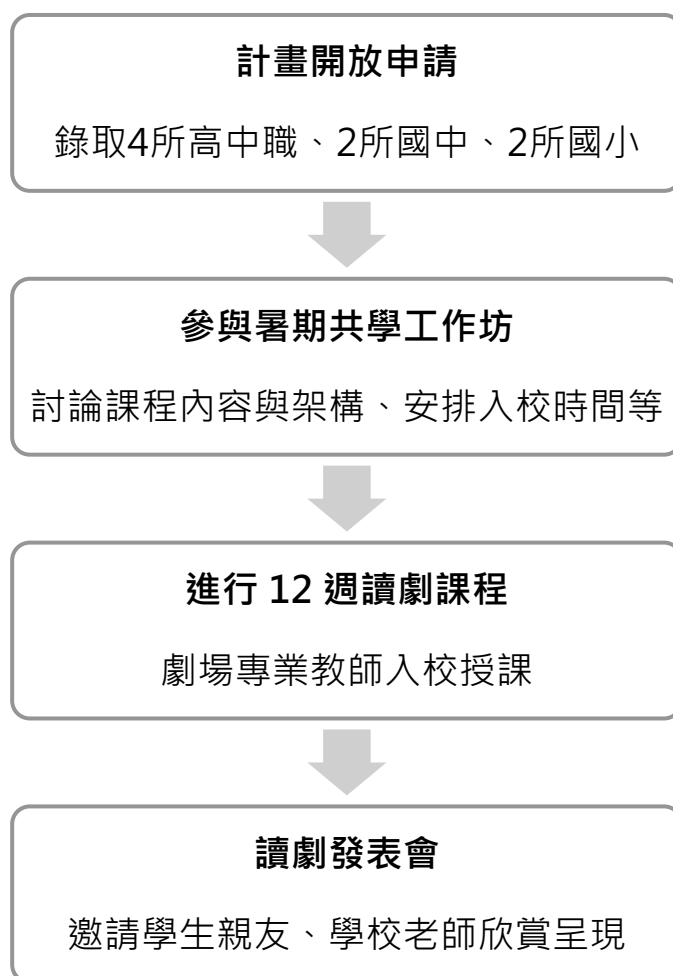 計畫開放申請
錄取4所高中職、2所國中、2所國小
參與暑期共學工作坊
討論課程內容與架構、安排入校時間等
進行 12 週讀劇課程
劇場專業教師入校授課
讀劇發表會
邀請學生親友、學校老師欣賞呈現